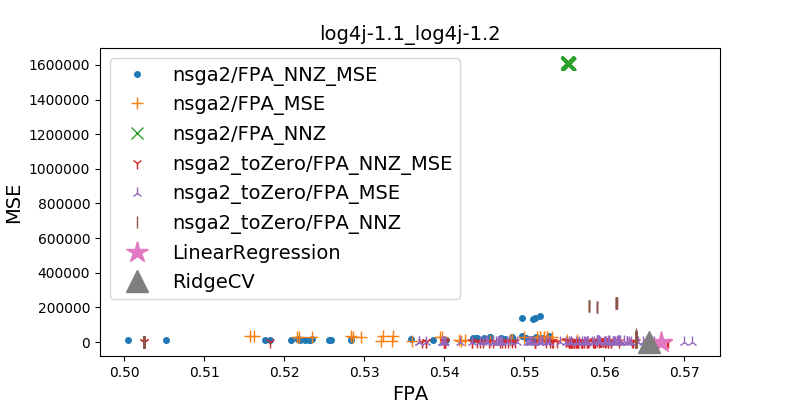 log4j-1.1_log4j-1.2
1600000
1400000
1200000
1000000
800000
600000
400000
200000
0
MSE
nsga2/FPA_NNZ_MSE
nsga2/FPA_MSE
nsga2/FPA_NNZ
nsga2_toZero/FPA_NNZ_MSE
nsga2_toZero/FPA_MSE
nsga2_toZero/FPA_NNZ
LinearRegression
RidgeCV
0.50 0.51 0.52 0.53 0.54 0.55 0.56 0.57
FPA